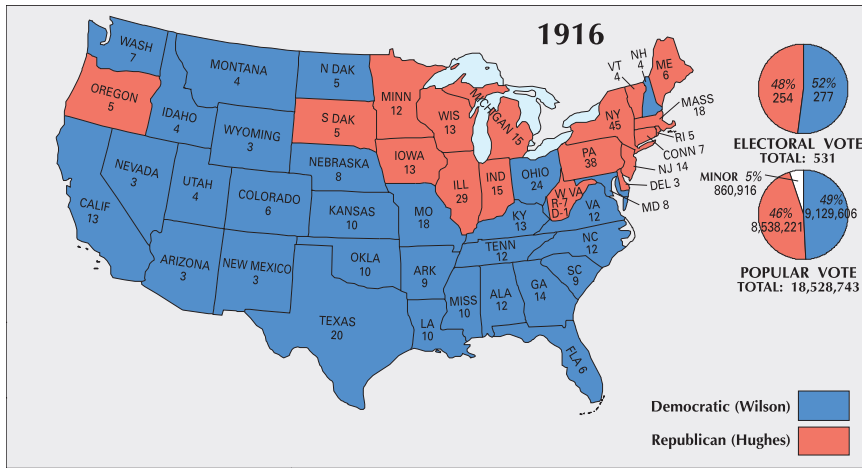 1916
WASH
7
OREGON
5
CALIF
13
NEVADA
3
IDAHO
4
MONTANA
4
WYOMING
3
UTAH
4
ARIZONA
3
COLORADO
6
NEW MEXICO
3
N DAK
5
S DAK
5
NEBRASKA
8
KANSAS
10
OKLA
10
TEXAS
20
MINN
12
IOWA
13
MO
18
ARK
9
LA
10
WIS
13
ILL
29
MICHIGAN 15
IND
15
OHIO
24
KY
13
TENN
12
MISS
10
ALA
12
GA
14
FLA 6
SC
9
NC
12
VA
12
W VA
R-7
D-1
PA
38
NY
45
VT
4
NH
4
ME
6
MASS
18
RI 5
CONN 7
NJ 14
DEL 3
MD 8
48%
254
52%
277
ELECTORAL VOTE
TOTAL: 531
MINOR 5%
860,916
46%
8,538,221
49%
9,129,606
POPULAR VOTE
TOTAL: 18,528,743
Democratic (Wilson)
Republican (Hughes)